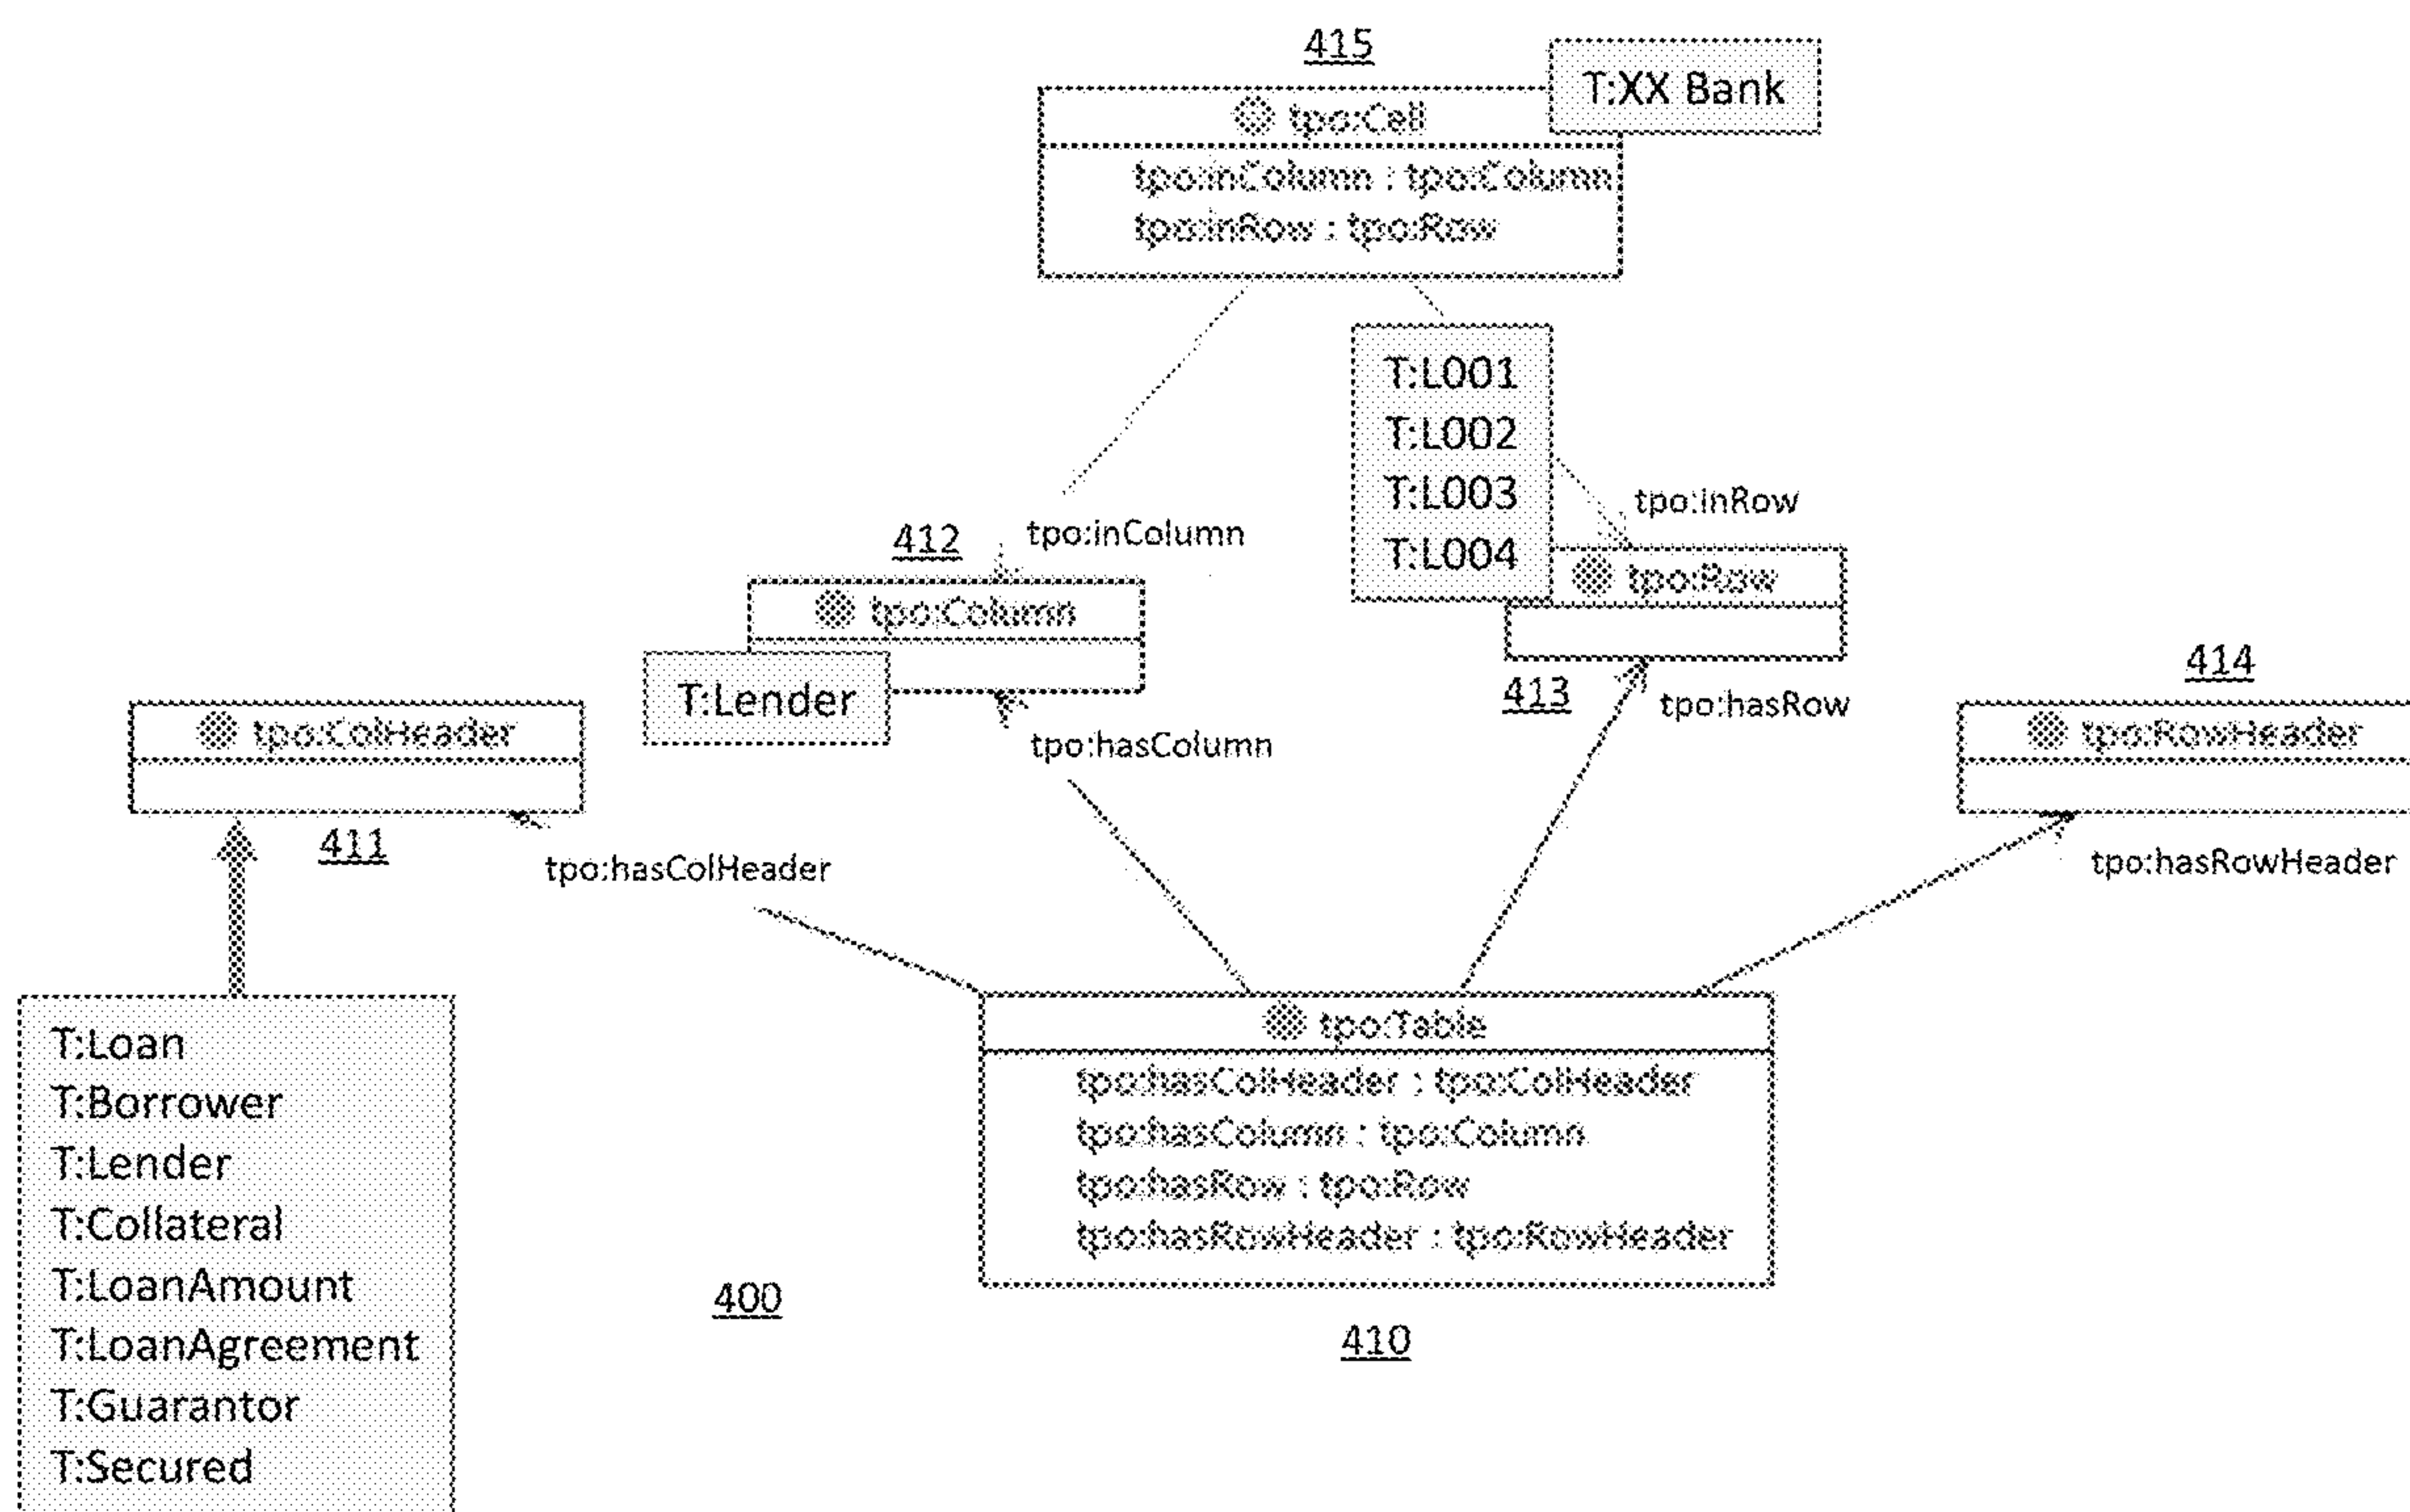 415
T:XX Bank
tpo:Cell
tpo:inColumn : tpo:Column
tpo:inRow : tpo:Row
T:L001
T:L002
T:L003
T:L004
tpo:inRow
412
tpo:inColumn
tpo:Column
tpo:Row
T:Lender
413
tpo:hasRow
414
tpo:ColHeader
tpo:hasColumn
tpo:RowHeader
411
tpo:hasColHeader
tpo:hasRowHeader
tpo:Table
tpo:hasColHeader : tpo:ColHeader
tpo:hasColumn : tpo:Column
tpo:hasRow : tpo:Row
tpo:hasRowHeader : tpo:RowHeader
T:Loan
T:Borrower
T:Lender
T:Collateral
T:LoanAmount
T:LoanAgreement
T:Guarantor
T:Secured
400
410